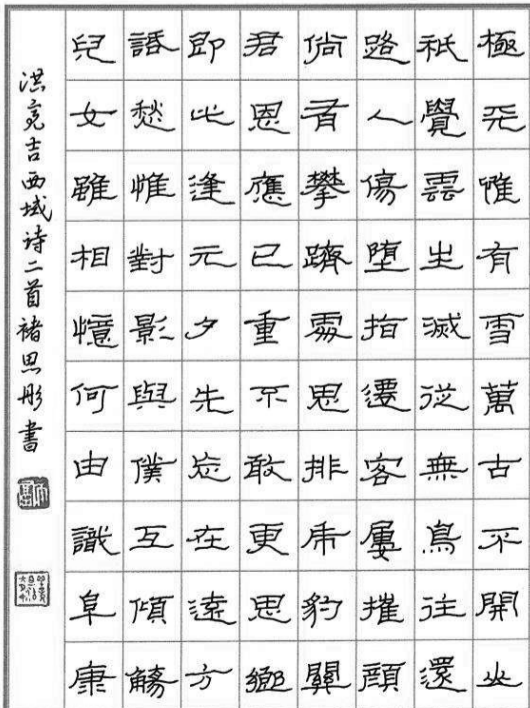 極天惟有雪萬古不開山
祇覺雲生滅從無鳥往還
路人傷墮指遷客屢摧顏
倘有攀躋處思排虎豹關
君恩應已重不敢更思鄉
即此逢元夕先忘在遠方
話愁惟對影與僕互傾觴
兒女雖相憶何由識阜康
洪亮吉西域诗二首褚思彤書